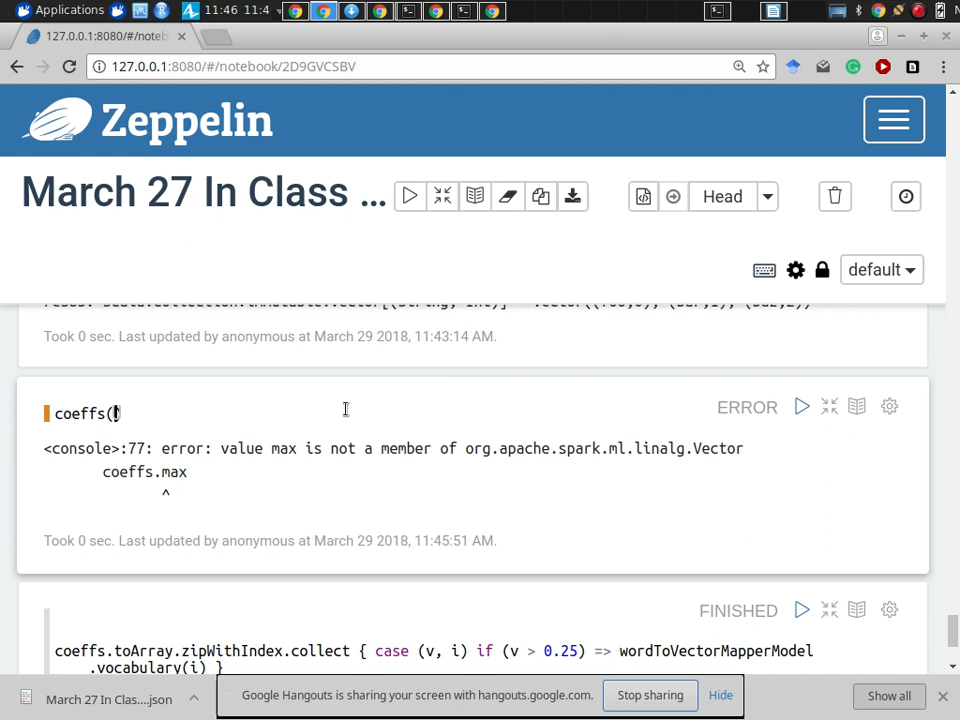 Applications 11:46 11:4
127.0.0.1:8080/#/noteb
127.0.0.1:8080/#/notebook/2D9GVCSBV
Zeppelin
March 27 In Class ...
Head
default
Took 0 sec. Last updated by anonymous at March 29 2018, 11:43:14 AM.
coeffs()
ERROR
<console>:77: error: value max is not a member of org.apache.spark.ml.linalg.Vector
coeffs.max
^
Took 0 sec. Last updated by anonymous at March 29 2018, 11:45:51 AM.
FINISHED
coeffs.toArray.zipWithIndex.collect { case (v, i) if (v > 0.25) => wordToVectorMapperModel
.vocabulary(i) }
March 27 In Clas....json
Google Hangouts is sharing your screen with hangouts.google.com.
Stop sharing
Hide
Show all